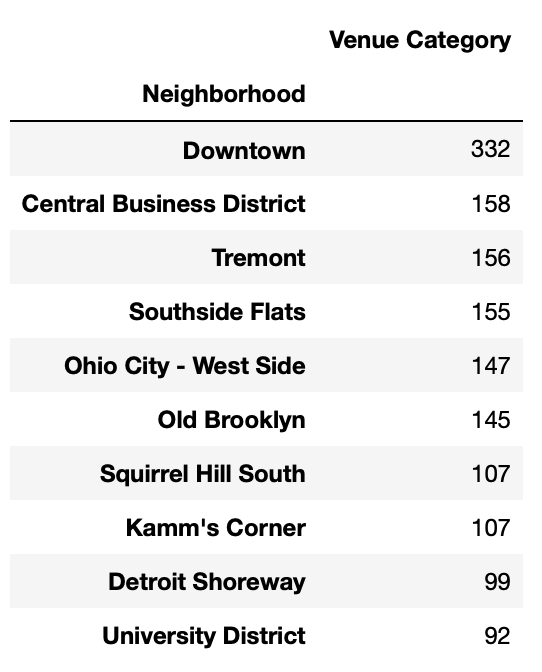 Venue Category
Neighborhood
Downtown 332
Central Business District 158
Tremont 156
Southside Flats 155
Ohio City - West Side 147
Old Brooklyn 145
Squirrel Hill South 107
Kamm's Corner 107
Detroit Shoreway 99
University District 92